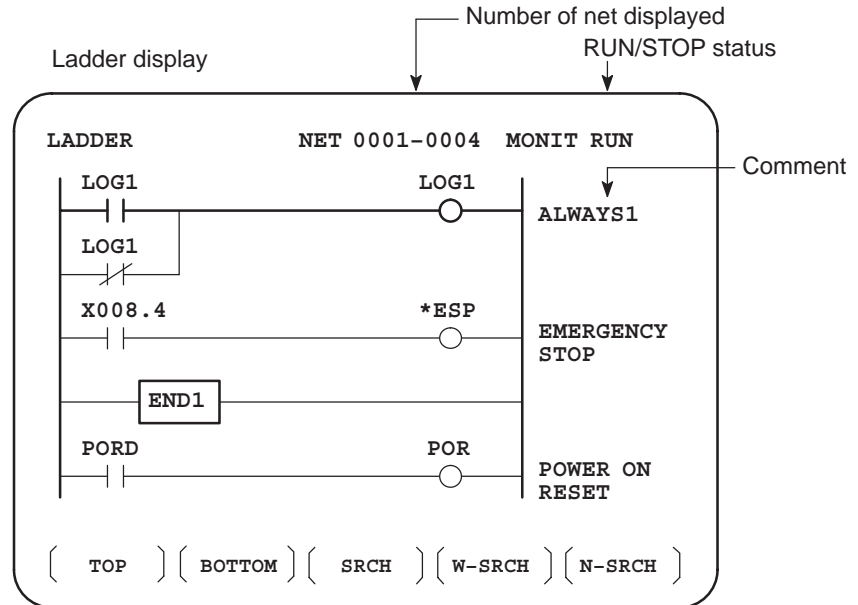 Number of net displayed
RUN/STOP status
Ladder display
LADDER NET 0001-0004 MONIT RUN
Comment
LOG1 LOG1
ALWAYS1
LOG1
X008.4 *ESP
EMERGENCY
STOP
END1
PORD POR
POWER ON
RESET
[ TOP ] [ BOTTOM ] [ SRCH ] [ W-SRCH ] [ N-SRCH ]